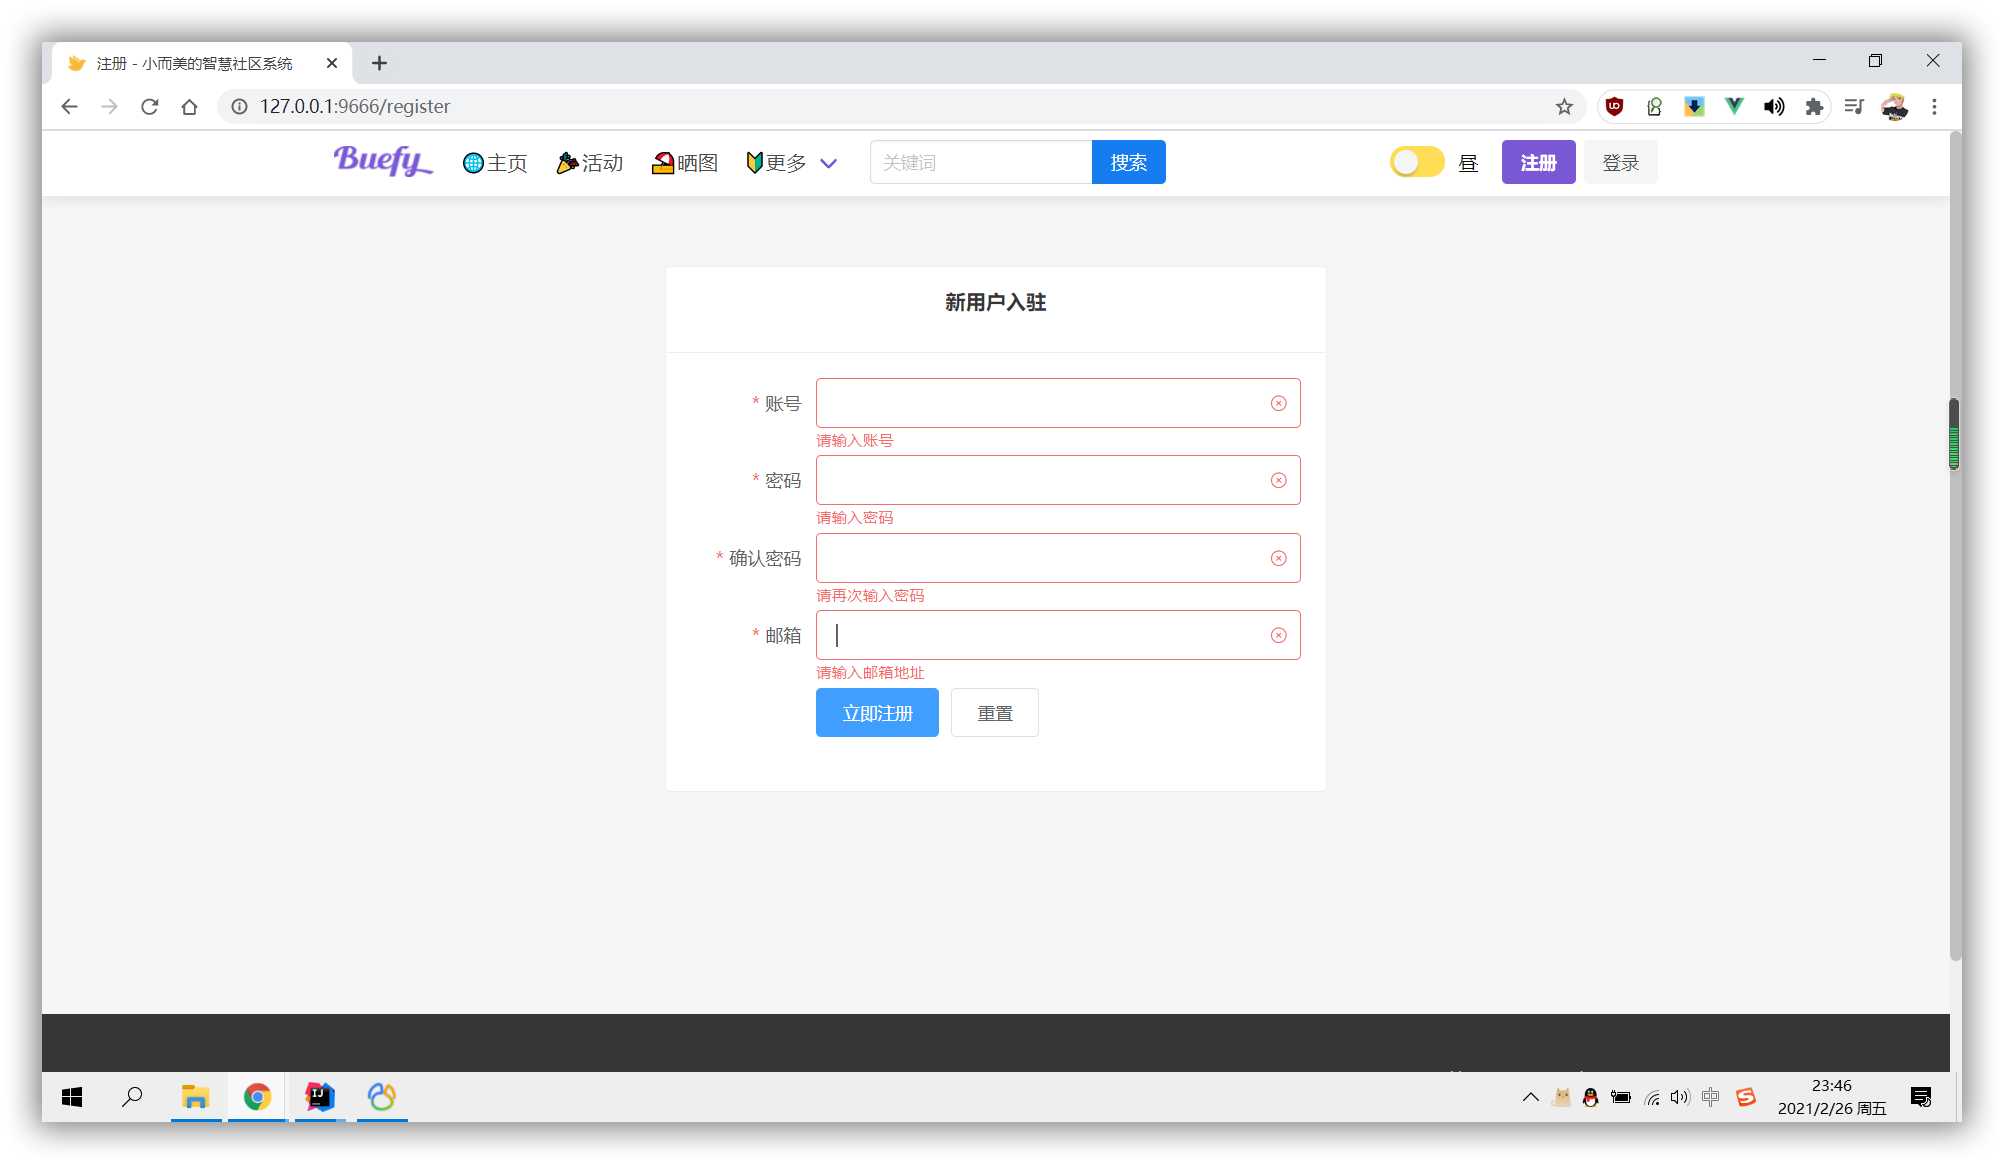 注册 - 小而美的智慧社区系统
127.0.0.1:9666/register
Buefy 主页 活动 晒图 更多 关键词 搜索 昼 注册 登录
新用户入驻
* 账号
请输入账号
* 密码
请输入密码
* 确认密码
请再次输入密码
* 邮箱
请输入邮箱地址
立即注册 重置
中
23:46
2021/2/26 周五